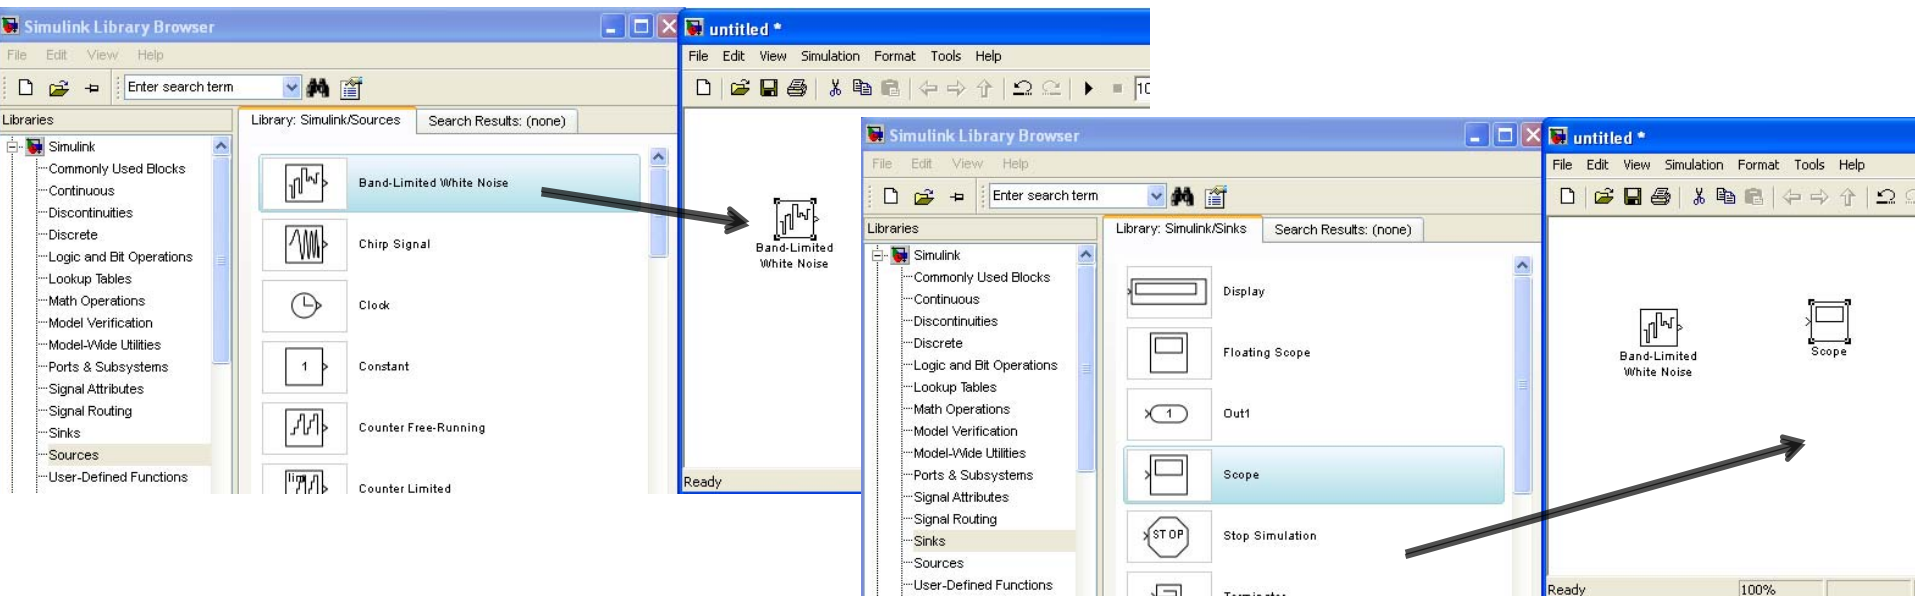 Simulink Library Browser
File Edit View Help
Enter search term
Libraries
Library: Simulink/Sources Search Results: (none)
Simulink
Commonly Used Blocks
Continuous
Discontinuities
Discrete
Logic and Bit Operations
Lookup Tables
Math Operations
Model Verification
Model-Wide Utilities
Ports & Subsystems
Signal Attributes
Signal Routing
Sinks
Sources
User-Defined Functions
Band-Limited White Noise
Chirp Signal
Clock
1 Constant
Counter Free-Running
lim Counter Limited
untitled *
File Edit View Simulation Format Tools Help
10
Band-Limited
White Noise
Ready
Simulink Library Browser
File Edit View Help
Enter search term
Libraries
Library: Simulink/Sinks Search Results: (none)
Simulink
Commonly Used Blocks
Continuous
Discontinuities
Discrete
Logic and Bit Operations
Lookup Tables
Math Operations
Model Verification
Model-Wide Utilities
Ports & Subsystems
Signal Attributes
Signal Routing
Sinks
Sources
User-Defined Functions
Display
Floating Scope
1 Out1
Scope
STOP Stop Simulation
Terminator
untitled *
File Edit View Simulation Format Tools Help
Band-Limited
White Noise
Scope
Ready 100%